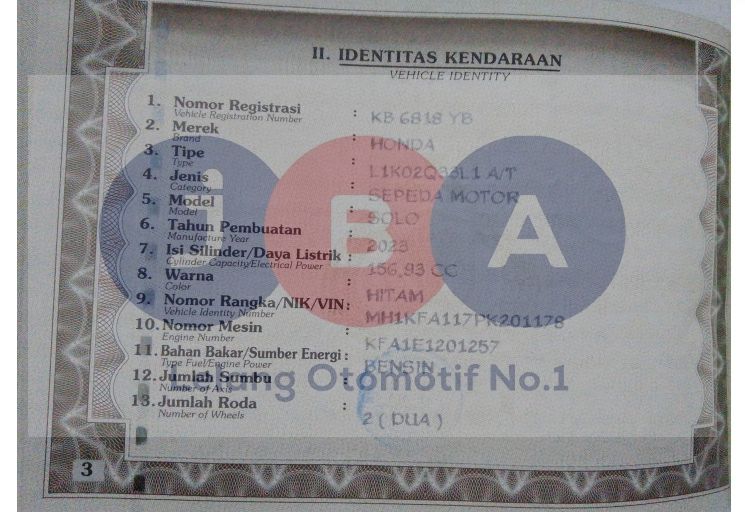 II. IDENTITAS KENDARAAN
VEHICLE IDENTITY
1. Nomor Registrasi : KB 6818 YB
Vehicle Registration Number
2. Merek : HONDA
Brand
3. Tipe : L1K02Q33L1 A/T
Type
4. Jenis : SEPEDA MOTOR
Category
5. Model : SOLO
Model
6. Tahun Pembuatan : 2023
Manufacture Year
7. Isi Silinder/Daya Listrik : 156,93 CC
Cylinder Capacity/Electrical Power
8. Warna : HITAM
Color
9. Nomor Rangka/NIK/VIN : MH1KFA117PK201178
Vehicle Identity Number
10. Nomor Mesin : KFA1E1201257
Engine Number
11. Bahan Bakar/Sumber Energi : BENSIN
Type Fuel/Engine Power
12. Jumlah Sumbu :
Number of Axis
13. Jumlah Roda : 2 ( DUA )
Number of Wheels
3
iBA
Lelang Otomotif No.1